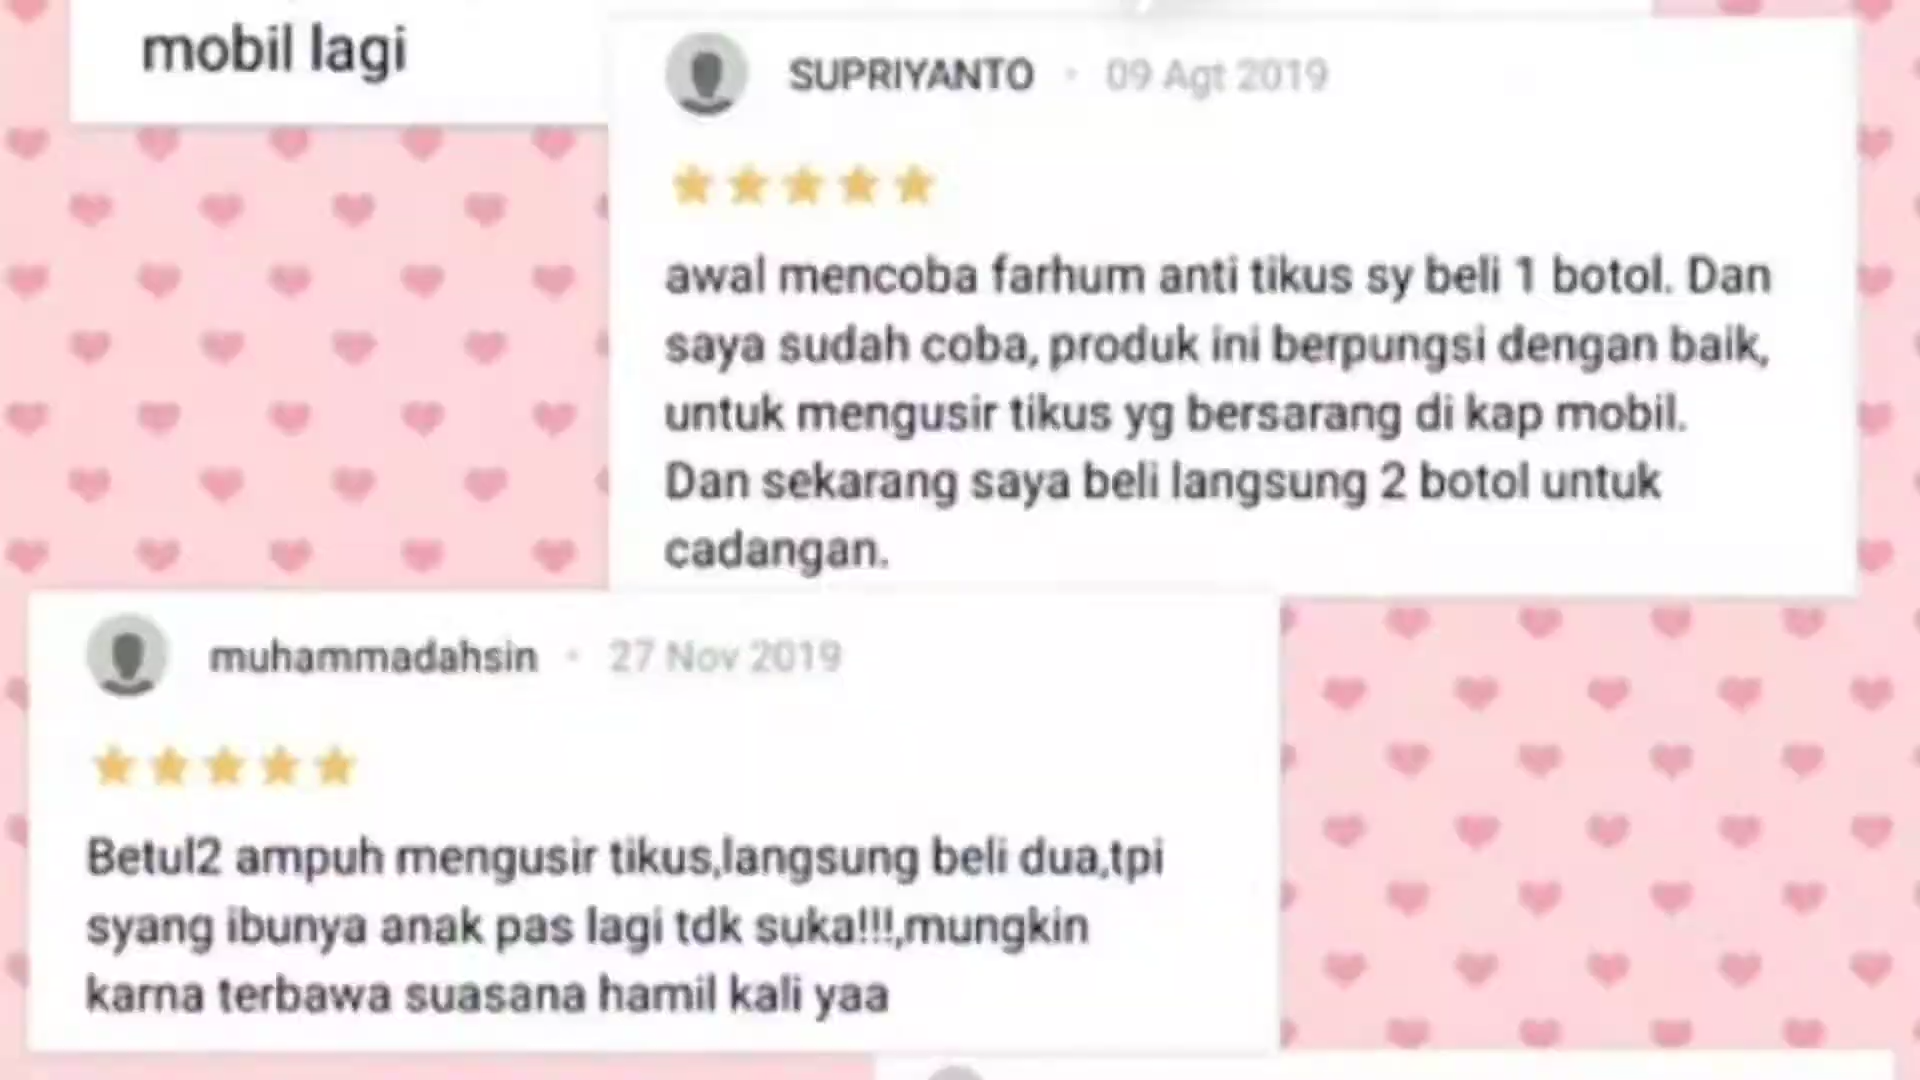 mobil lagi
SUPRIYANTO • 09 Agt 2019
awal mencoba farhum anti tikus sy beli 1 botol. Dan
saya sudah coba, produk ini berpungsi dengan baik,
untuk mengusir tikus yg bersarang di kap mobil.
Dan sekarang saya beli langsung 2 botol untuk
cadangan.
muhammadahsin • 27 Nov 2019
Betul2 ampuh mengusir tikus,langsung beli dua,tpi
syang ibunya anak pas lagi tdk suka!!!,mungkin
karna terbawa suasana hamil kali yaa